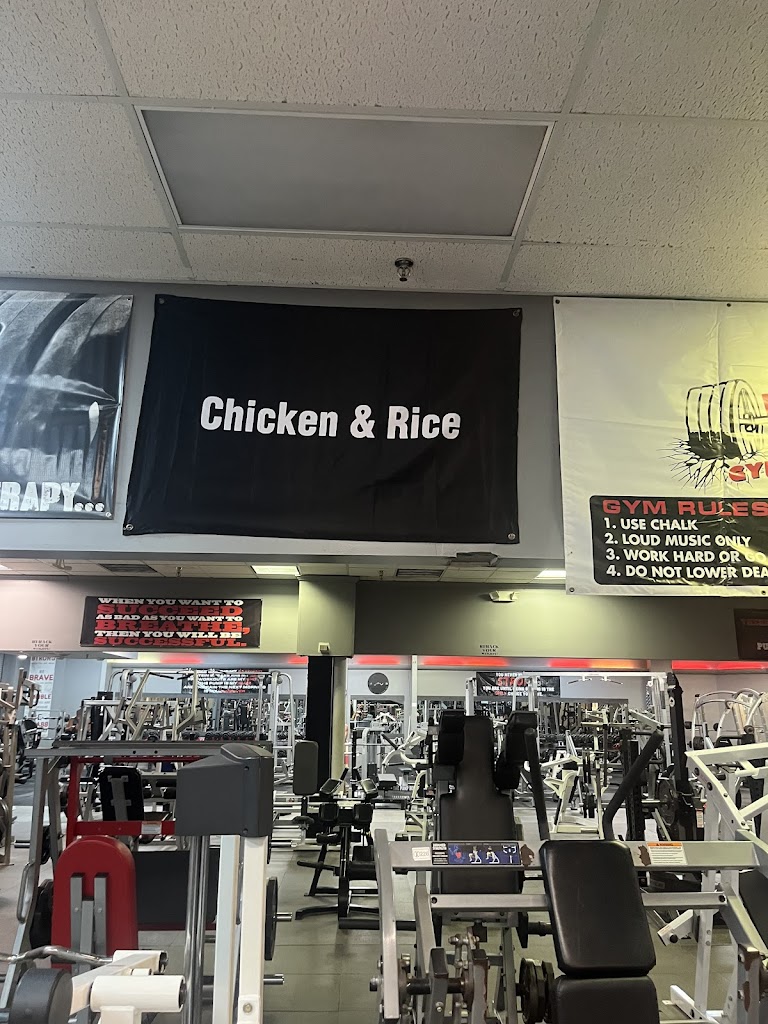 RAPY...
Chicken & Rice
GYM RULES
1. USE CHALK
2. LOUD MUSIC ONLY
3. WORK HARD OR GO
4. DO NOT LOWER
WHEN YOU WANT TO
SUCCEED
AS BAD AS YOU WANT TO
BREATHE,
THEN YOU WILL BE
SUCCESSFUL.
BRAVE